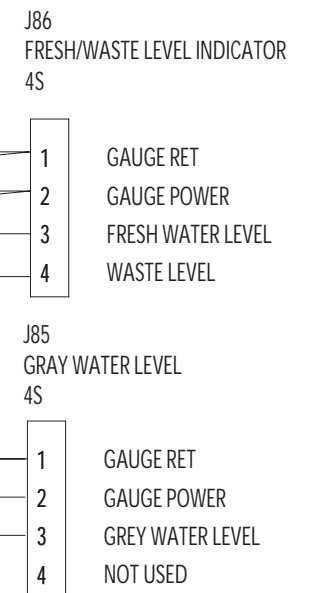 J86
FRESH/WASTE LEVEL INDICATOR
4S
1 GAUGE RET
2 GAUGE POWER
3 FRESH WATER LEVEL
4 WASTE LEVEL
J85
GRAY WATER LEVEL
4S
1 GAUGE RET
2 GAUGE POWER
3 GREY WATER LEVEL
4 NOT USED